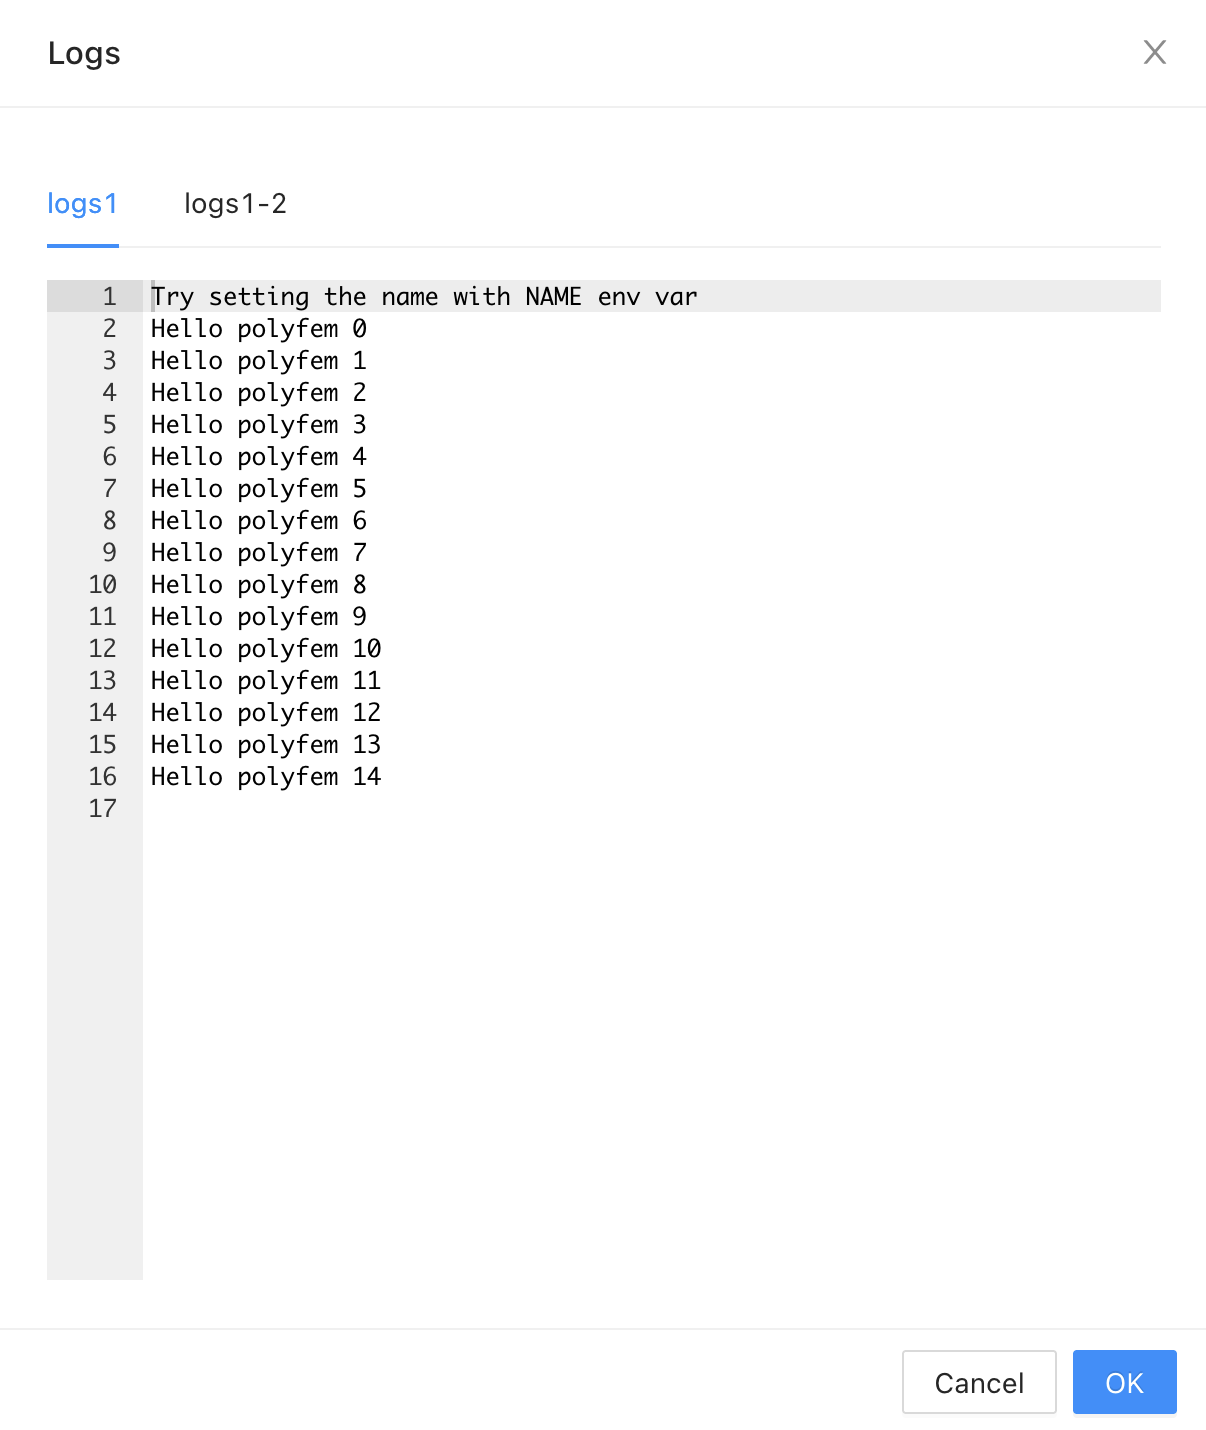 Logs
logs1 logs1-2
1 Try setting the name with NAME env var
2 Hello polyfem 0
3 Hello polyfem 1
4 Hello polyfem 2
5 Hello polyfem 3
6 Hello polyfem 4
7 Hello polyfem 5
8 Hello polyfem 6
9 Hello polyfem 7
10 Hello polyfem 8
11 Hello polyfem 9
12 Hello polyfem 10
13 Hello polyfem 11
14 Hello polyfem 12
15 Hello polyfem 13
16 Hello polyfem 14
17
Cancel OK